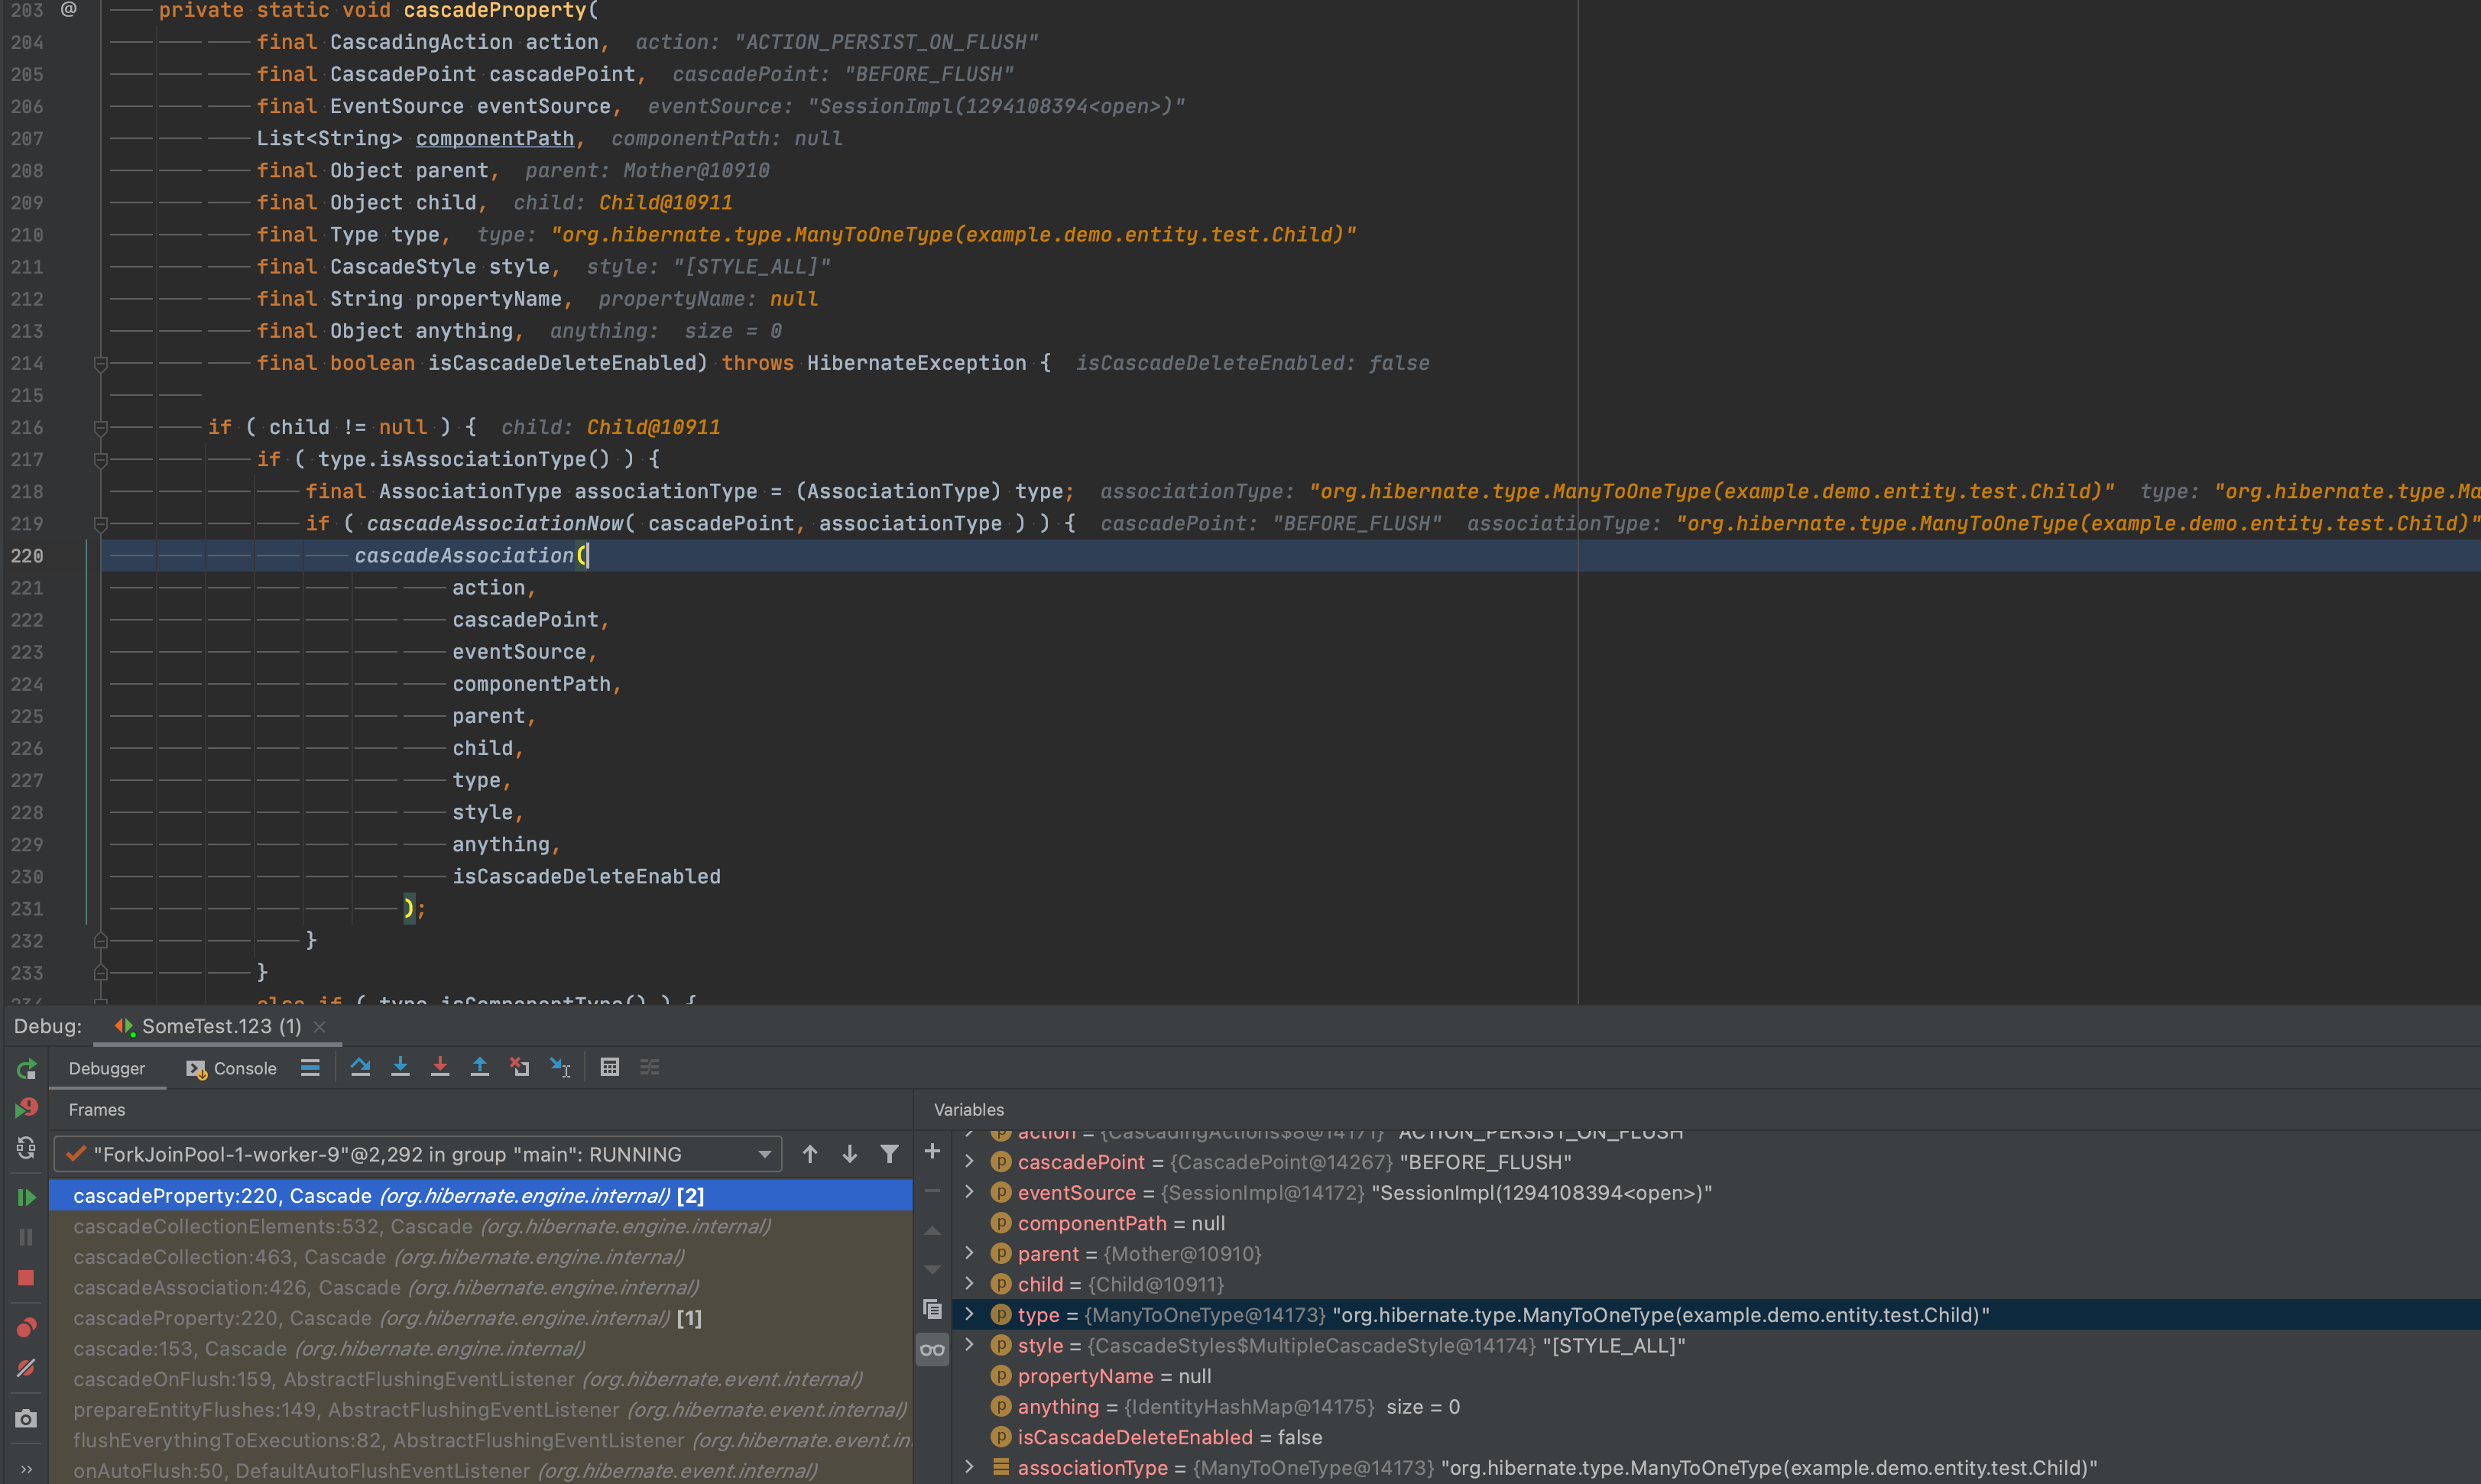 203 @ private static void cascadeProperty(
204 final CascadingAction action, action: "ACTION_PERSIST_ON_FLUSH"
205 final CascadePoint cascadePoint, cascadePoint: "BEFORE_FLUSH"
206 final EventSource eventSource, eventSource: "SessionImpl(1294108394<open>)"
207 List<String> componentPath, componentPath: null
208 final Object parent, parent: Mother@10910
209 final Object child, child: Child@10911
210 final Type type, type: "org.hibernate.type.ManyToOneType(example.demo.entity.test.Child)"
211 final CascadeStyle style, style: "[STYLE_ALL]"
212 final String propertyName, propertyName: null
213 final Object anything, anything: size = 0
214 final boolean isCascadeDeleteEnabled) throws HibernateException { isCascadeDeleteEnabled: false
215
216 if ( child != null ) { child: Child@10911
217 if ( type.isAssociationType() ) {
218 final AssociationType associationType = (AssociationType) type; associationType: "org.hibernate.type.ManyToOneType(example.demo.entity.test.Child)" type: "org.hibernate.type.Ma
219 if ( cascadeAssociationNow( cascadePoint, associationType ) ) { cascadePoint: "BEFORE_FLUSH" associationType: "org.hibernate.type.ManyToOneType(example.demo.entity.test.Child)"
220 cascadeAssociation(
221 action,
222 cascadePoint,
223 eventSource,
224 componentPath,
225 parent,
226 child,
227 type,
228 style,
229 anything,
230 isCascadeDeleteEnabled
231 );
232 }
233 }
234 else if ( type.isComponentType() ) {
Debug: SomeTest.123 (1)
Debugger Console
Frames
Variables
"ForkJoinPool-1-worker-9"@2,292 in group "main": RUNNING
cascadeProperty:220, Cascade (org.hibernate.engine.internal) [2]
cascadeCollectionElements:532, Cascade (org.hibernate.engine.internal)
cascadeCollection:463, Cascade (org.hibernate.engine.internal)
cascadeAssociation:426, Cascade (org.hibernate.engine.internal)
cascadeProperty:220, Cascade (org.hibernate.engine.internal) [1]
cascade:153, Cascade (org.hibernate.engine.internal)
cascadeOnFlush:159, AbstractFlushingEventListener (org.hibernate.event.internal)
prepareEntityFlushes:149, AbstractFlushingEventListener (org.hibernate.event.internal)
flushEverythingToExecutions:82, AbstractFlushingEventListener (org.hibernate.event.in
onAutoFlush:50, DefaultAutoFlushEventListener (org.hibernate.event.internal)
action = {CascadingActions$8@14171} "ACTION_PERSIST_ON_FLUSH"
cascadePoint = {CascadePoint@14267} "BEFORE_FLUSH"
eventSource = {SessionImpl@14172} "SessionImpl(1294108394<open>)"
componentPath = null
parent = {Mother@10910}
child = {Child@10911}
type = {ManyToOneType@14173} "org.hibernate.type.ManyToOneType(example.demo.entity.test.Child)"
style = {CascadeStyles$MultipleCascadeStyle@14174} "[STYLE_ALL]"
propertyName = null
anything = {IdentityHashMap@14175} size = 0
isCascadeDeleteEnabled = false
associationType = {ManyToOneType@14173} "org.hibernate.type.ManyToOneType(example.demo.entity.test.Child)"